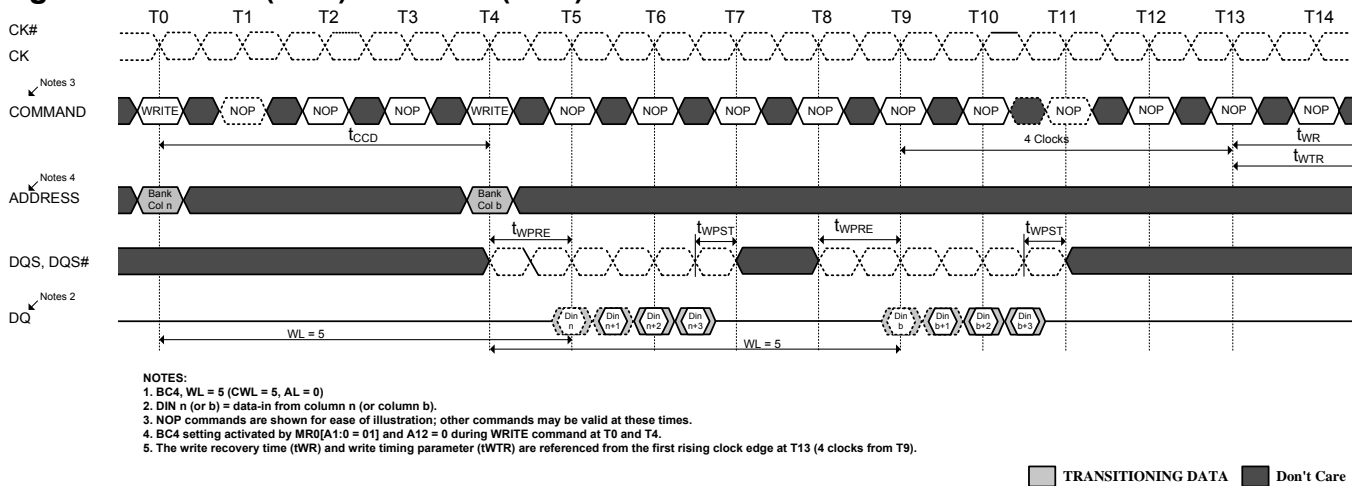 T0 T1 T2 T3 T4 T5 T6 T7 T8 T9 T10 T11 T12 T13 T14
CK#
CK
Notes 3
COMMAND
WRITE NOP NOP NOP WRITE NOP NOP NOP NOP NOP NOP NOP NOP NOP NOP
tCCD
4 Clocks
tWR
tWTR
Notes 4
ADDRESS
Bank Col n
Bank Col b
tWPRE tWPST tWPRE tWPST
DQS, DQS#
Notes 2
DQ
Din n
Din n+1
Din n+2
Din n+3
Din b
Din b+1
Din b+2
Din b+3
WL = 5
WL = 5
NOTES:
1. BC4, WL = 5 (CWL = 5, AL = 0)
2. DIN n (or b) = data-in from column n (or column b).
3. NOP commands are shown for ease of illustration; other commands may be valid at these times.
4. BC4 setting activated by MR0[A1:0 = 01] and A12 = 0 during WRITE command at T0 and T4.
5. The write recovery time (tWR) and write timing parameter (tWTR) are referenced from the first rising clock edge at T13 (4 clocks from T9).
TRANSITIONING DATA
Don't Care